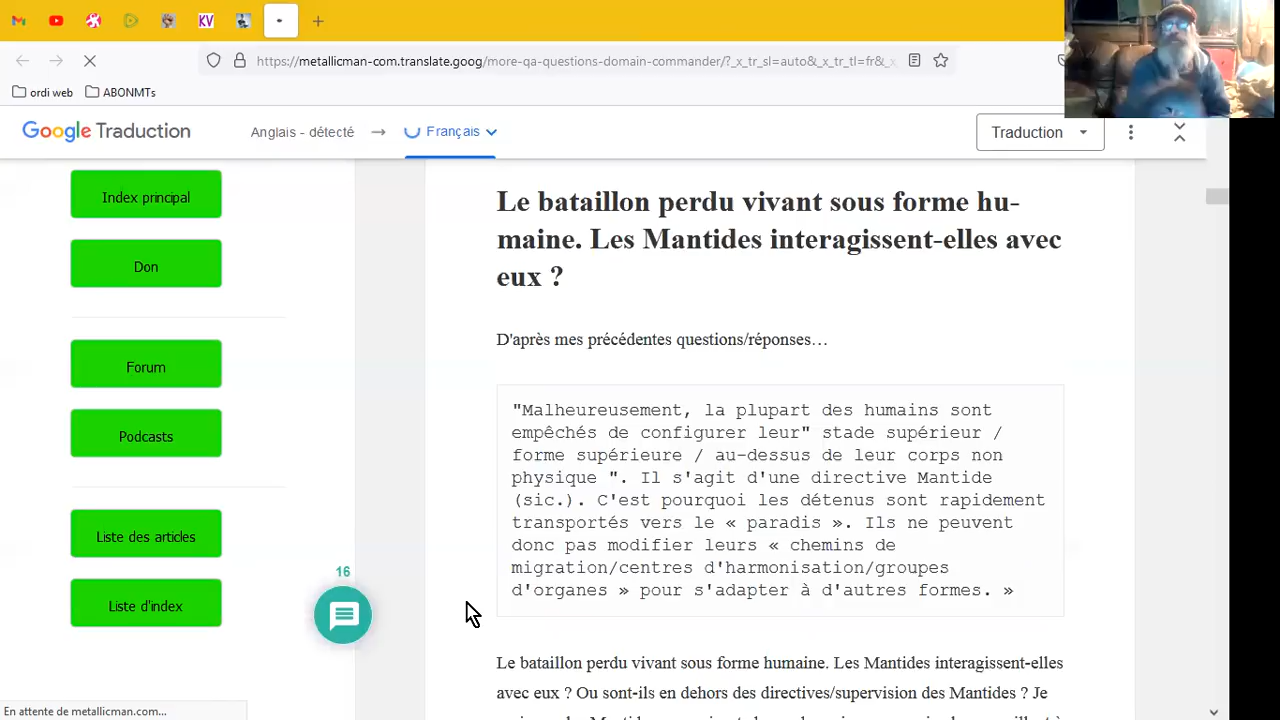 KV
https://metallicman-com.translate.goog/more-qa-questions-domain-commander/?_x_tr_sl=auto&_x_tr_tl=fr&_x_
ordi web
ABONMTs
Google Traduction
Anglais - détecté
Français
Traduction
Index principal
Don
Forum
Podcasts
Liste des articles
Liste d'index
16
Le bataillon perdu vivant sous forme hu-
maine. Les Mantides interagissent-elles avec
eux ?
D'après mes précédentes questions/réponses…
"Malheureusement, la plupart des humains sont
empêchés de configurer leur" stade supérieur /
forme supérieure / au-dessus de leur corps non
physique ". Il s'agit d'une directive Mantide
(sic.). C'est pourquoi les détenus sont rapidement
transportés vers le « paradis ». Ils ne peuvent
donc pas modifier leurs « chemins de
migration/centres d'harmonisation/groupes
d'organes » pour s'adapter à d'autres formes. »
Le bataillon perdu vivant sous forme humaine. Les Mantides interagissent-elles
avec eux ? Ou sont-ils en dehors des directives/supervision des Mantides ? Je
En attente de metallicman.com...